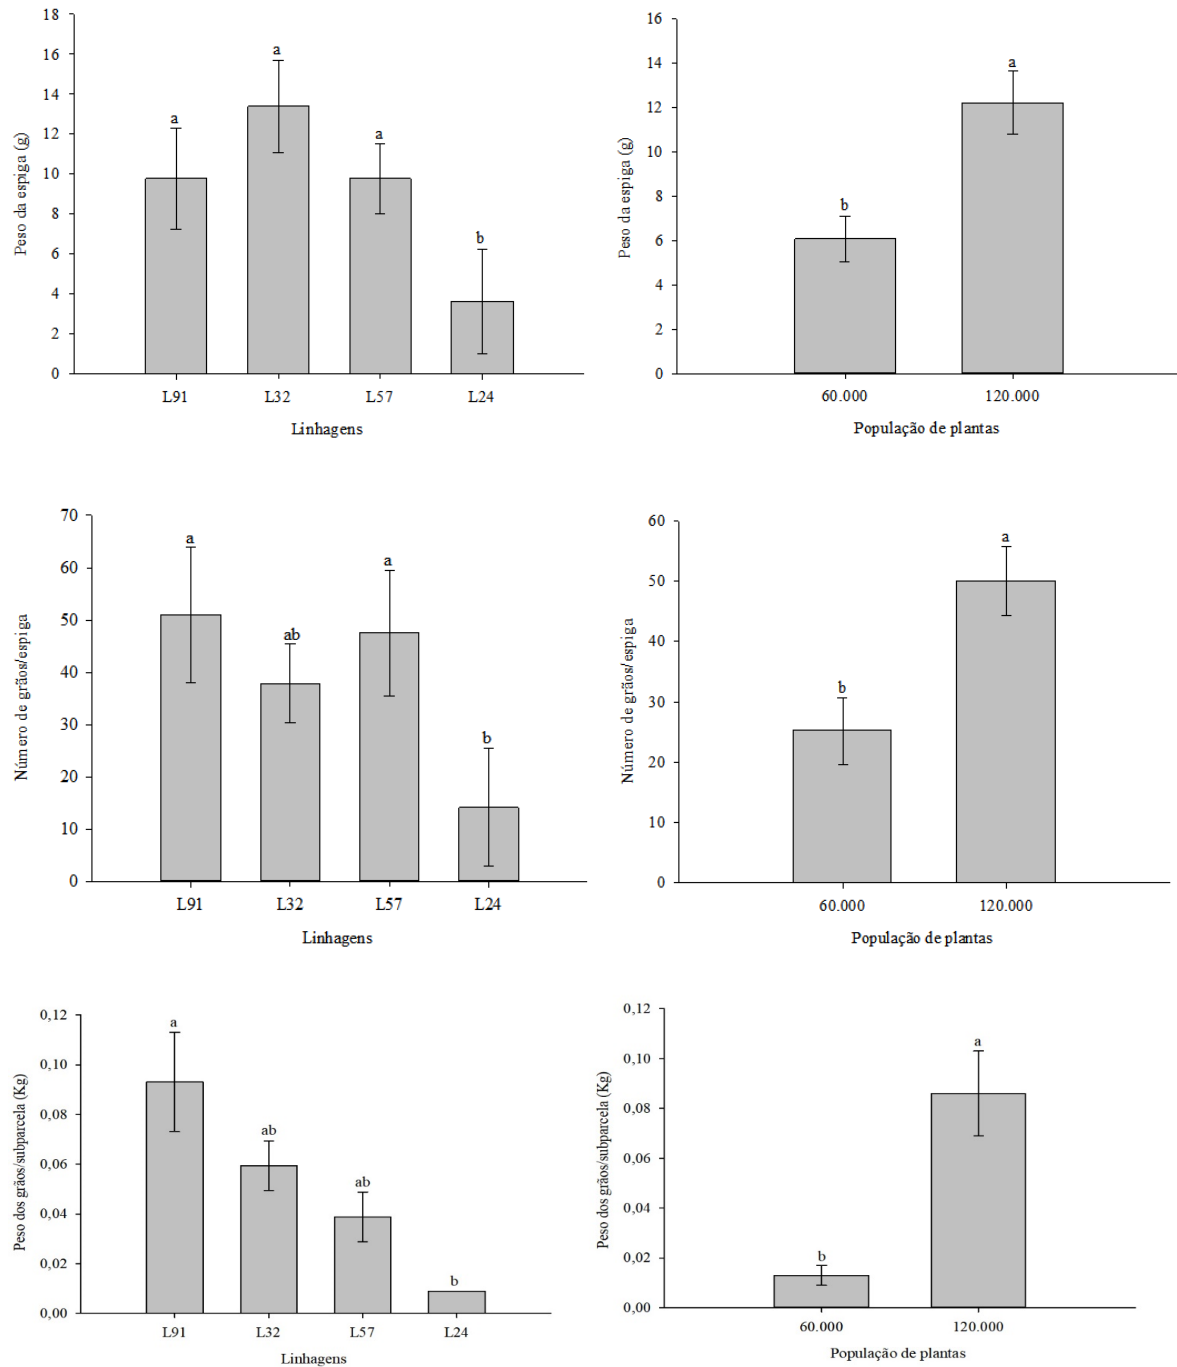 Peso da espiga (g)
18
16
14
12
10
8
6
4
2
0
a
a
a
b
L91 L32 L57 L24
Linhagens
Peso da espiga (g)
16
14
12
10
8
6
4
2
0
b
a
60.000 120.000
População de plantas
Número de grãos/espiga
70
60
50
40
30
20
10
0
a
ab
a
b
L91 L32 L57 L24
Linhagens
Número de grãos/espiga
60
50
40
30
20
10
0
b
a
60.000 120.000
População de plantas
Peso dos grãos/subparcela (Kg)
0,12
0,10
0,08
0,06
0,04
0,02
0,00
a
ab
ab
b
L91 L32 L57 L24
Linhagens
Peso dos grãos/subparcela (Kg)
0,12
0,10
0,08
0,06
0,04
0,02
0,00
b
a
60.000 120.000
População de plantas